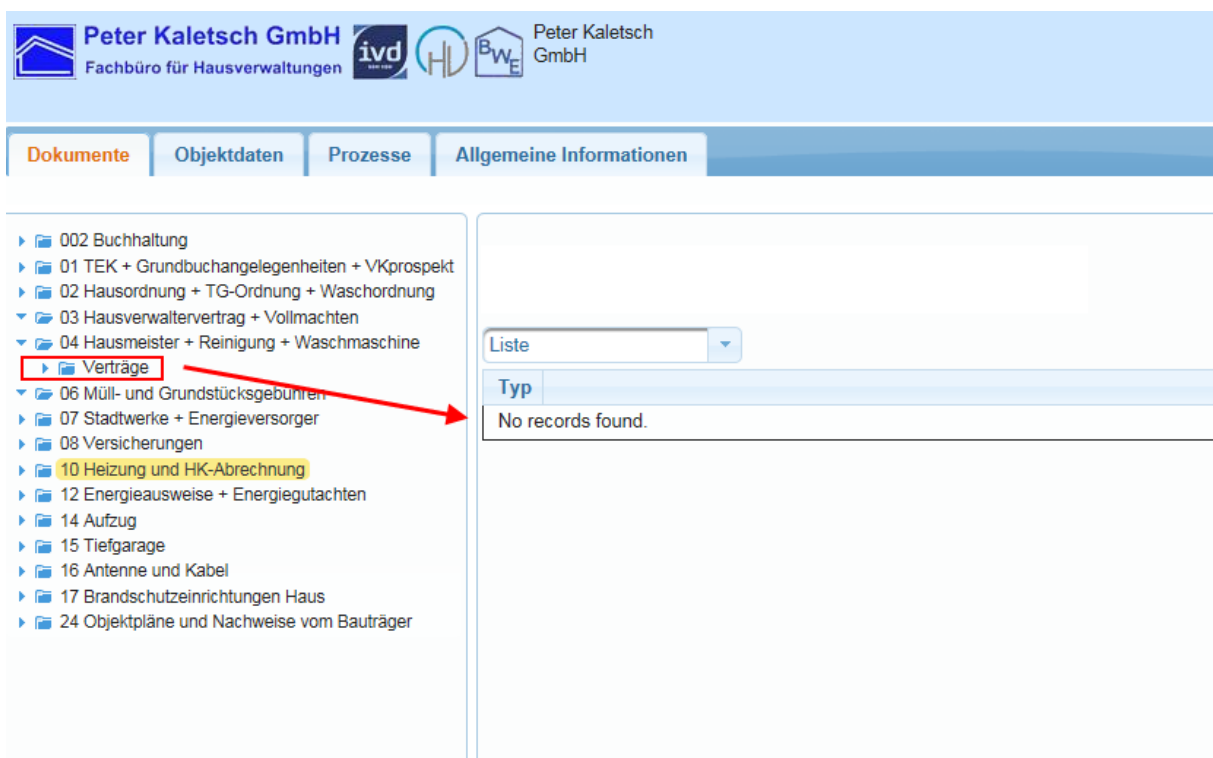 Peter Kaletsch GmbH
Fachbüro für Hausverwaltungen
ivd
HV
BWE
Peter Kaletsch
GmbH
Dokumente
Objektdaten
Prozesse
Allgemeine Informationen
002 Buchhaltung
01 TEK + Grundbuchangelegenheiten + VKprospekt
02 Hausordnung + TG-Ordnung + Waschordnung
03 Hausverwaltervertrag + Vollmachten
04 Hausmeister + Reinigung + Waschmaschine
Verträge
06 Müll- und Grundstücksgebühren
07 Stadtwerke + Energieversorger
08 Versicherungen
10 Heizung und HK-Abrechnung
12 Energieausweise + Energiegutachten
14 Aufzug
15 Tiefgarage
16 Antenne und Kabel
17 Brandschutzeinrichtungen Haus
24 Objektpläne und Nachweise vom Bauträger
Liste
Typ
No records found.